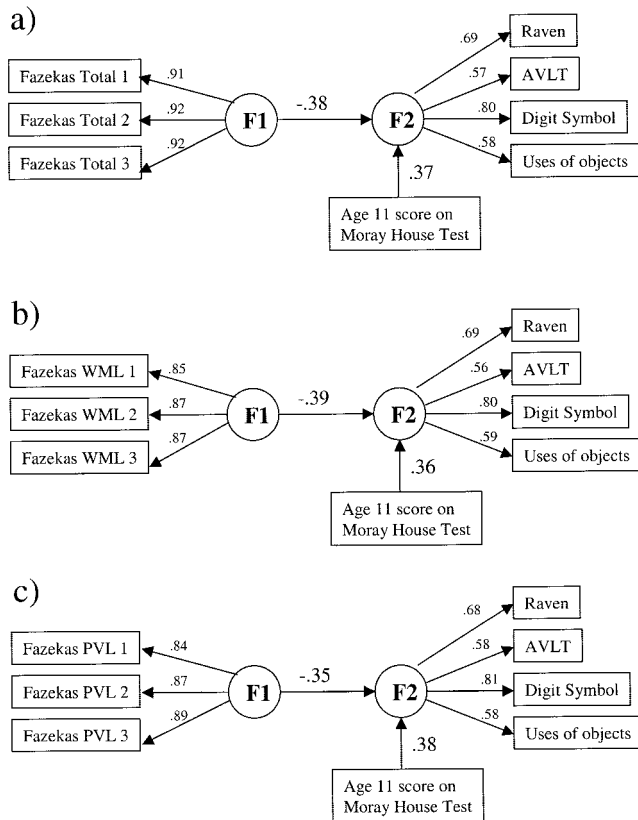 a)
Raven
.69
Fazekas Total 1
.91
-.38
.57
AVLT
Fazekas Total 2
.92
F1
F2
.80
Digit Symbol
Fazekas Total 3
.92
.58
Uses of objects
.37
Age 11 score on
Moray House Test
b)
Raven
.69
Fazekas WML 1
.85
-.39
.56
AVLT
Fazekas WML 2
.87
F1
F2
.80
Digit Symbol
Fazekas WML 3
.87
.59
Uses of objects
.36
Age 11 score on
Moray House Test
c)
Raven
.68
Fazekas PVL 1
.84
-.35
.58
AVLT
Fazekas PVL 2
.87
F1
F2
.81
Digit Symbol
Fazekas PVL 3
.89
.58
Uses of objects
.38
Age 11 score on
Moray House Test